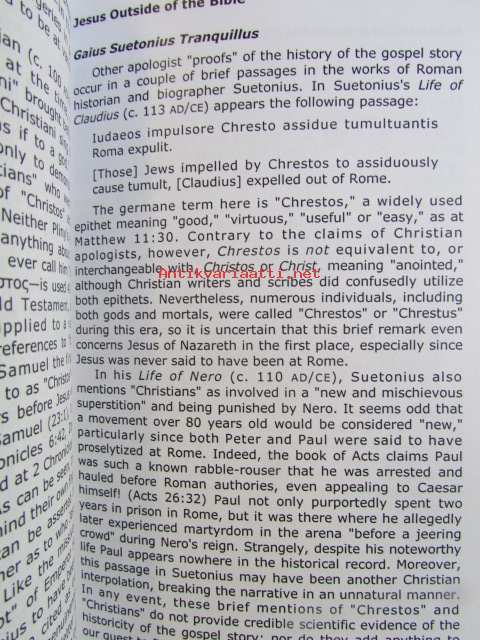 Jesus Outside of the Bible
Gaius Suetonius Tranquillus
Other apologist "proofs" of the history of the gospel story
occur in a couple of brief passages in the works of Roman
historian and biographer Suetonius. In Suetonius's Life of
Claudius (c. 113 AD/CE) appears the following passage:
Iudaeos impulsore Chresto assidue tumultuantis
Roma expulit.
[Those] Jews impelled by Chrestos to assiduously
cause tumult, [Claudius] expelled out of Rome.
The germane term here is "Chrestos," a widely used
epithet meaning "good," "virtuous," "useful" or "easy," as at
Matthew 11:30. Contrary to the claims of Christian
apologists, however, Chrestos is not equivalent to, or
interchangeable with, Christos or Christ, meaning "anointed,"
Antikvariaatti.net
although Christian writers and scribes did confusedly utilize
both epithets. Nevertheless, numerous individuals, including
both gods and mortals, were called "Chrestos" or "Chrestus"
during this era, so it is uncertain that this brief remark even
concerns Jesus of Nazareth in the first place, especially since
Jesus was never said to have been at Rome.
In his Life of Nero (c. 110 AD/CE), Suetonius also
mentions "Christians" as involved in a "new and mischievous
superstition" and being punished by Nero. It seems odd that
a movement over 80 years old would be considered "new,"
particularly since both Peter and Paul were said to have
proselytized at Rome. Indeed, the book of Acts claims Paul
was such a known rabble-rouser that he was arrested and
hauled before Roman authories, even appealing to Caesar
himself! (Acts 26:32) Paul not only purportedly spent two
years in prison in Rome, but it was there where he allegedly
later experienced martyrdom in the arena "before a jeering
crowd" during Nero's reign. Strangely, despite his noteworthy
life Paul appears nowhere in the historical record. Moreover,
this passage in Suetonius may have been another Christian
interpolation, breaking the narrative in an unnatural manner.
In any event, these brief mentions of "Chrestos" and
"Christians" do not provide credible scientific evidence of the
historicity of the gospel story; nor do they add anything to